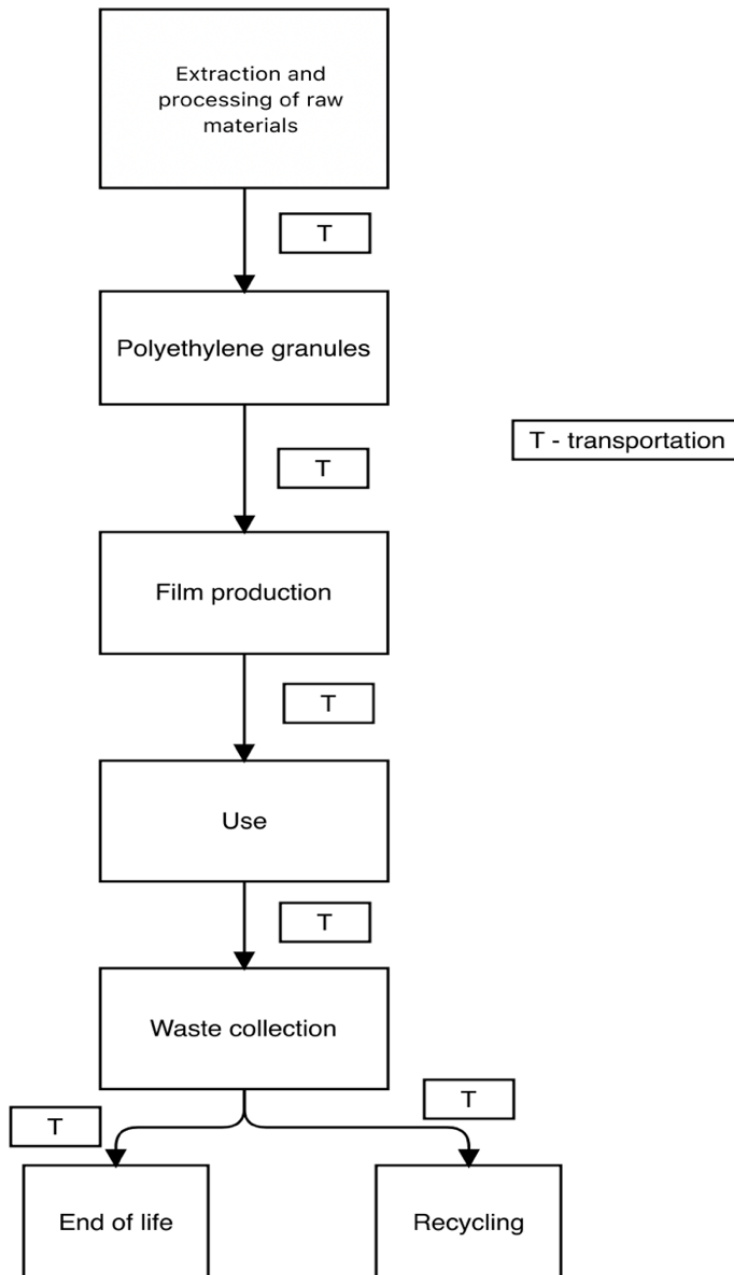 Extraction and
processing of raw
materials
T
Polyethylene granules
T
T - transportation
Film production
T
Use
T
Waste collection
T
T
End of life
Recycling